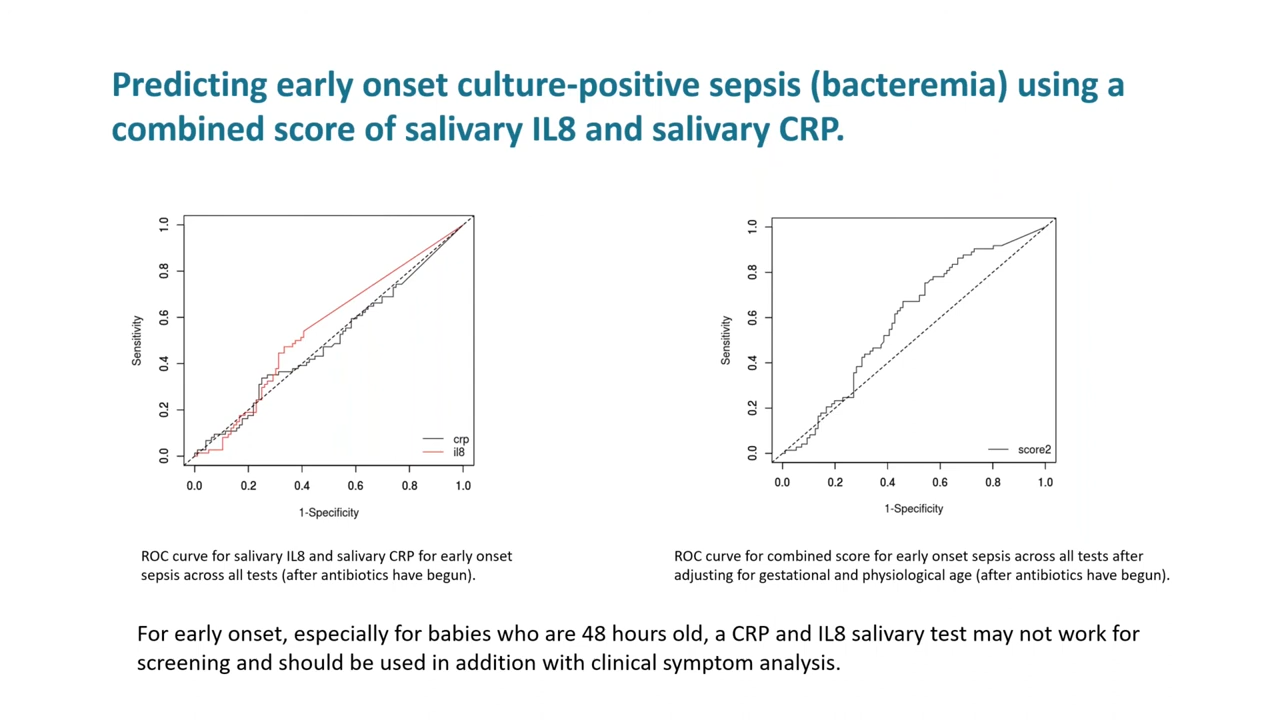 Predicting early onset culture-positive sepsis (bacteremia) using a
combined score of salivary IL8 and salivary CRP.
1.0
0.8
0.6
0.4
0.2
0.0
Sensitivity
crp
il8
0.0 0.2 0.4 0.6 0.8 1.0
1-Specificity
1.0
0.8
0.6
0.4
0.2
0.0
Sensitivity
score2
0.0 0.2 0.4 0.6 0.8 1.0
1-Specificity
ROC curve for salivary IL8 and salivary CRP for early onset
sepsis across all tests (after antibiotics have begun).
ROC curve for combined score for early onset sepsis across all tests after
adjusting for gestational and physiological age (after antibiotics have begun).
For early onset, especially for babies who are 48 hours old, a CRP and IL8 salivary test may not work for
screening and should be used in addition with clinical symptom analysis.